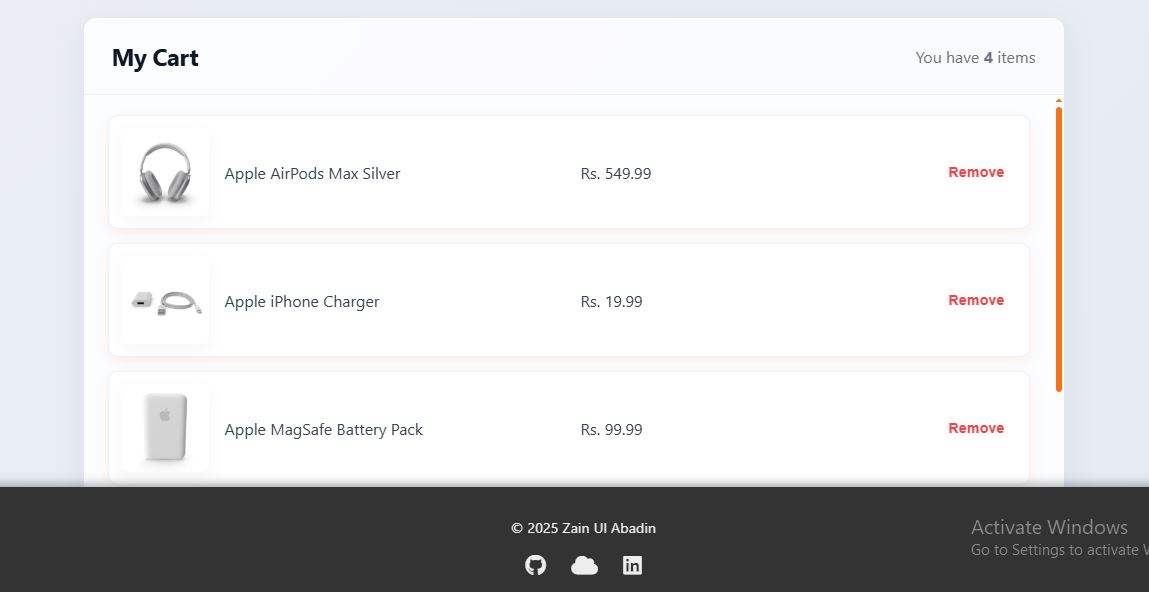 My Cart
You have 4 items
Apple AirPods Max Silver
Rs. 549.99
Remove
Apple iPhone Charger
Rs. 19.99
Remove
Apple MagSafe Battery Pack
Rs. 99.99
Remove
© 2025 Zain Ul Abadin
in
Activate Windows
Go to Settings to activate W